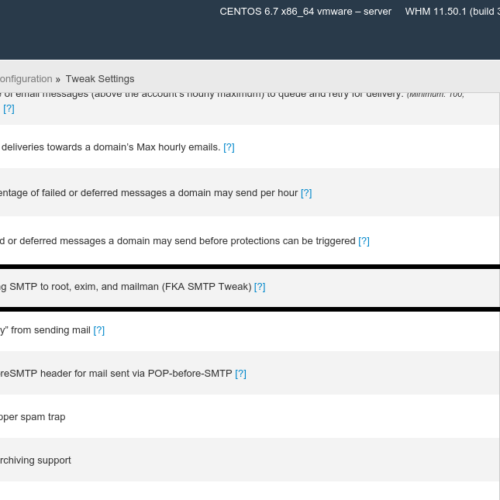 CENTOS 6.7 x86_64 vmware – server WHM 11.50.1 (build
onfiguration » Tweak Settings
of email messages (above the account's hourly maximum) to queue and retry for delivery. (Minimum: 100,
[?]
deliveries towards a domain's Max hourly emails. [?]
entage of failed or deferred messages a domain may send per hour [?]
d or deferred messages a domain may send before protections can be triggered [?]
ng SMTP to root, exim, and mailman (FKA SMTP Tweak) [?]
y” from sending mail [?]
reSMTP header for mail sent via POP-before-SMTP [?]
pper spam trap
rchiving support